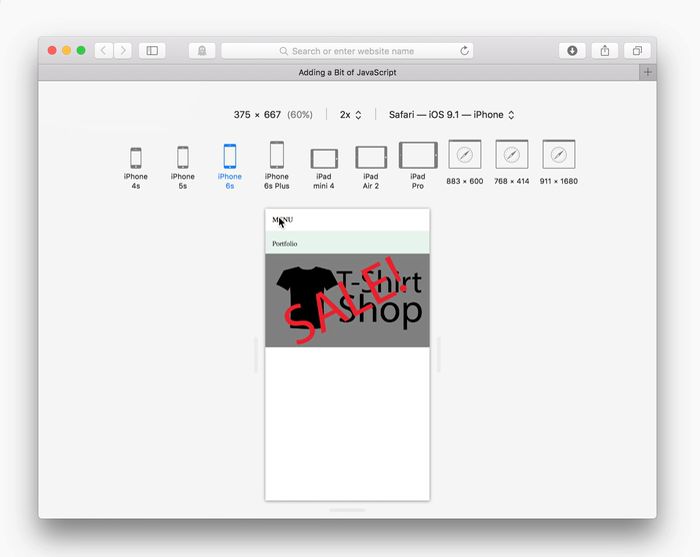 Search or enter website name
Adding a Bit of JavaScript
375 × 667 (60%) 2x Safari — iOS 9.1 — iPhone
iPhone 4s
iPhone 5s
iPhone 6s
iPhone 6s Plus
iPad mini 4
iPad Air 2
iPad Pro
883 × 600
768 × 414
911 × 1680
MENU
Portfolio
T-Shirt
Shop
SALE!